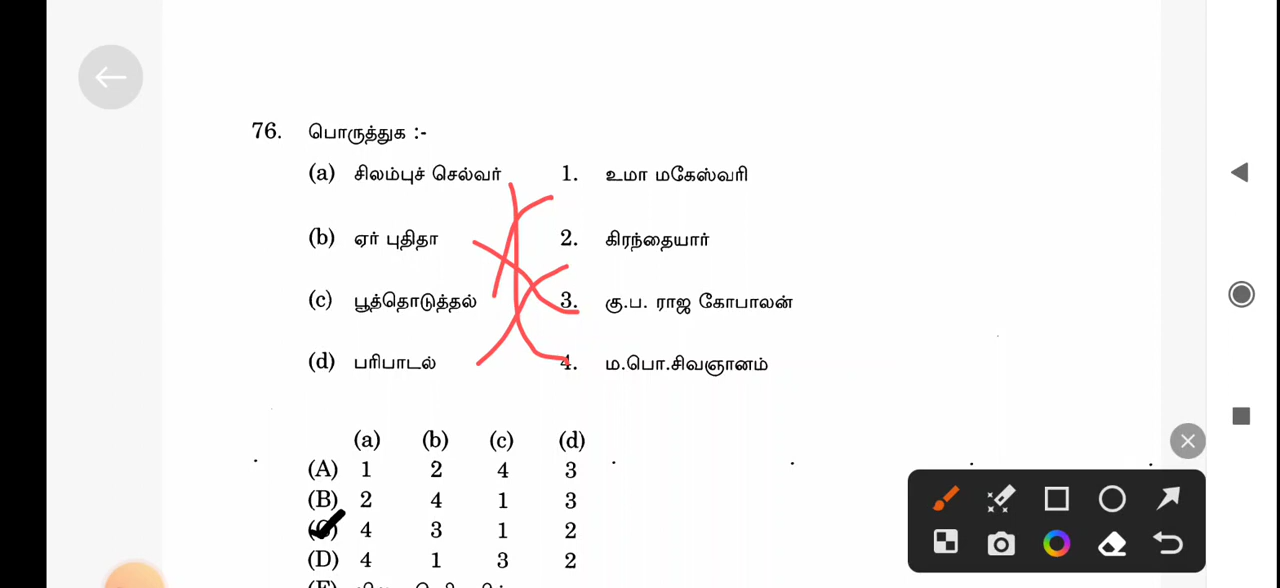 76. பொருத்துக :-
(a) சிலம்புச் செல்வர் 1. உமா மகேஸ்வரி
(b) ஏர் புதிதா 2. கிரந்தையார்
(c) பூத்தொடுத்தல் 3. கு.ப. ராஜ கோபாலன்
(d) பரிபாடல் 4. ம.பொ.சிவஞானம்
(a) (b) (c) (d)
(A) 1 2 4 3
(B) 2 4 1 3
(C) 4 3 1 2
(D) 4 1 3 2
(E)